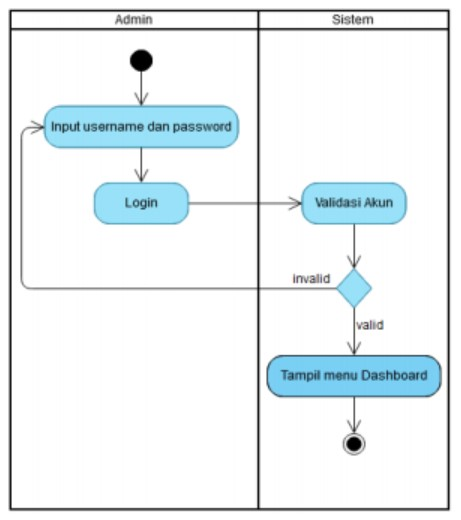 Admin
Sistem
Input username dan password
Login
Validasi Akun
invalid
valid
Tampil menu Dashboard